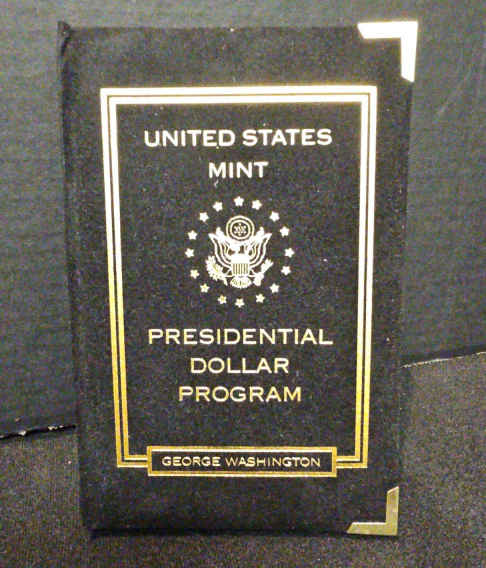 UNITED STATES
MINT
PRESIDENTIAL
DOLLAR
PROGRAM
GEORGE WASHINGTON